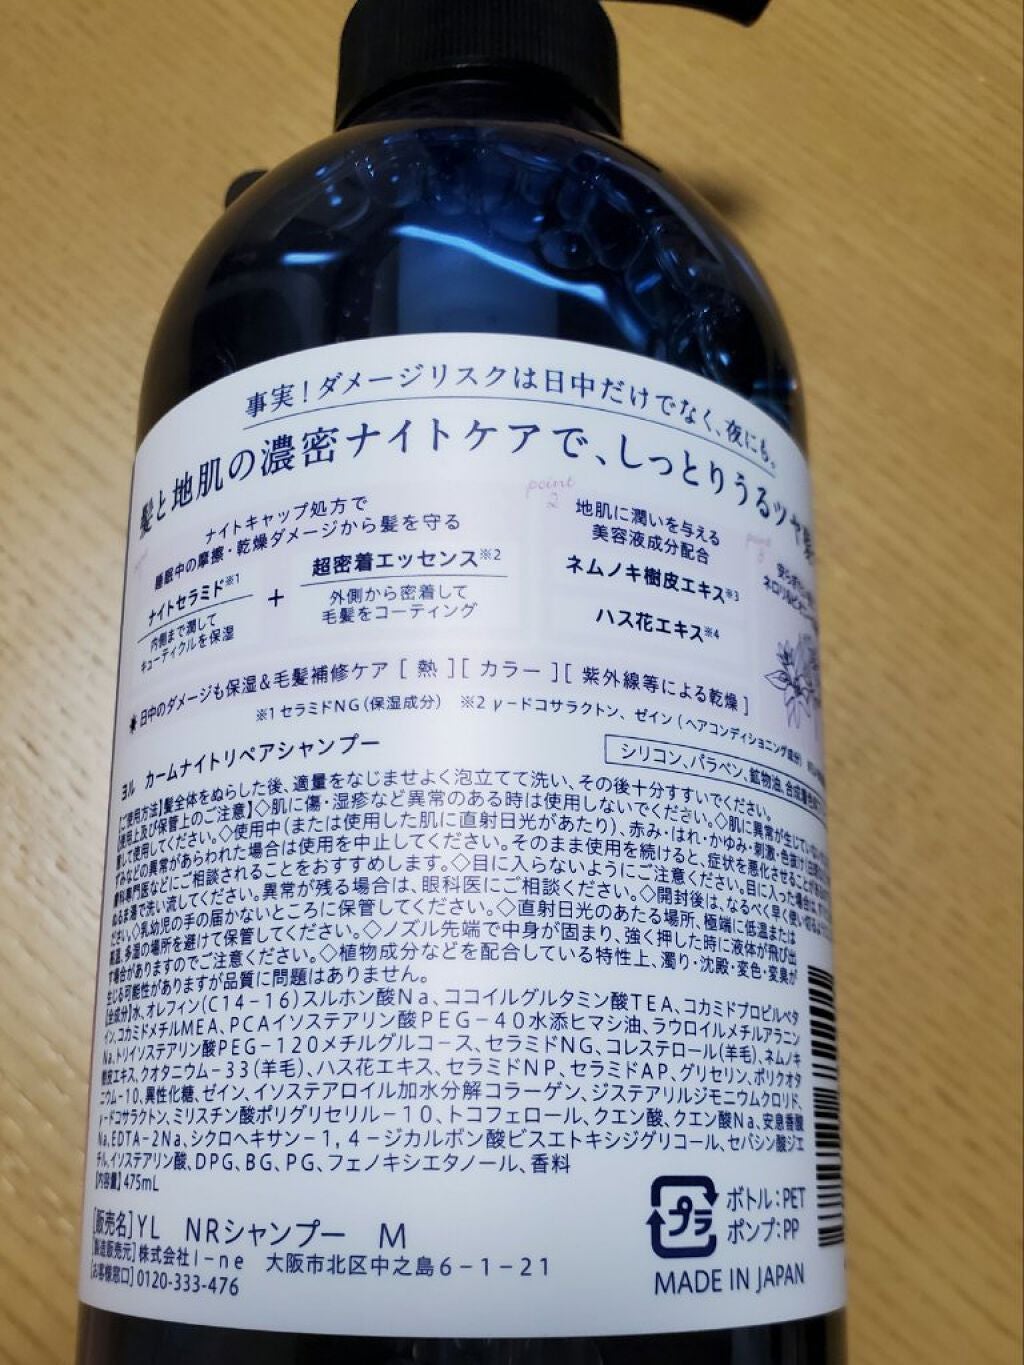 事実！ダメージリスクは日中だけでなく、夜にも。
髪と地肌の濃密ナイトケアで、しっとりうるツヤ
point 2
ナイトキャップ処方で
睡眠中の摩擦・乾燥ダメージから髪を守る
ナイトセラミド※1
内側まで潤して
キューティクルを保湿
+
超密着エッセンス※2
外側から密着して
毛髪をコーティング
地肌に潤いを与える
美容液成分配合
ネムノキ樹皮エキス※3
ハス花エキス※4
＊日中のダメージも保湿＆毛髪補修ケア [ 熱 ][ カラー ][ 紫外線等による乾燥 ]
※1 セラミドNG(保湿成分) ※2 γ-ドコサラクトン、ゼイン(ヘアコンディショニング成分)
ヨル カームナイトリペアシャンプー
シリコン、パラベン、鉱物油、合成着色
【ご使用方法】髪全体をぬらした後、適量をなじませよく泡立てて洗い、その後十分すすいでください。
使用上及び保管上のご注意】◇肌に傷・湿疹など異常のある時は使用しないでください。◇肌に異常が生じていない
して使用してください。◇使用中(または使用した肌に直射日光があたり)、赤み・はれ・かゆみ・刺激・色抜け
みなどの異常があらわれた場合は使用を中止してください。そのまま使用を続けると、症状を悪化させることが
膚科専門医などにご相談されることをおすすめします。◇目に入らないようにご注意ください。目に入った場合は、
ぬるま湯で洗い流してください。異常が残る場合は、眼科医にご相談ください。◇開封後は、なるべく早く使い切る
ださい。◇乳幼児の手の届かないところに保管してください。◇直射日光のあたる場所、極端に低温または
高温、多湿の場所を避けて保管してください。◇ノズル先端で中身が固まり、強く押した時に液体が飛び出
す場合がありますのでご注意ください。◇植物成分などを配合している特性上、濁り・沈殿・変色・変臭が
生じる可能性がありますが品質に問題はありません。
【全成分】水、オレフィン(C14-16)スルホン酸Na、ココイルグルタミン酸TEA、コカミドプロピルベタ
イン、コカミドメチルMEA、PCAイソステアリン酸PEG-40水添ヒマシ油、ラウロイルメチルアラニン
Na、トリイソステアリン酸PEG-120メチルグルコース、セラミドNG、コレステロール(羊毛)、ネムノキ
樹皮エキス、クオタニウム-33(羊毛)、ハス花エキス、セラミドNP、セラミドAP、グリセリン、ポリクオタ
ニウム-10、異性化糖、ゼイン、イソステアロイル加水分解コラーゲン、ジステアリルジモニウムクロリド、
γ-ドコサラクトン、ミリスチン酸ポリグリセリル-10、トコフェロール、クエン酸、クエン酸Na、安息香酸
Na、EDTA-2Na、シクロヘキサン-1,4-ジカルボン酸ビスエトキシジグリコール、セバシン酸ジエ
チル、イソステアリン酸、DPG、BG、PG、フェノキシエタノール、香料
【内容量】475mL
[販売名]YL NRシャンプー M
[製造販売元]株式会社I-ne 大阪市北区中之島6-1-21
[お客様窓口]0120-333-476
プラ
ボトル:PET
ポンプ:PP
MADE IN JAPAN